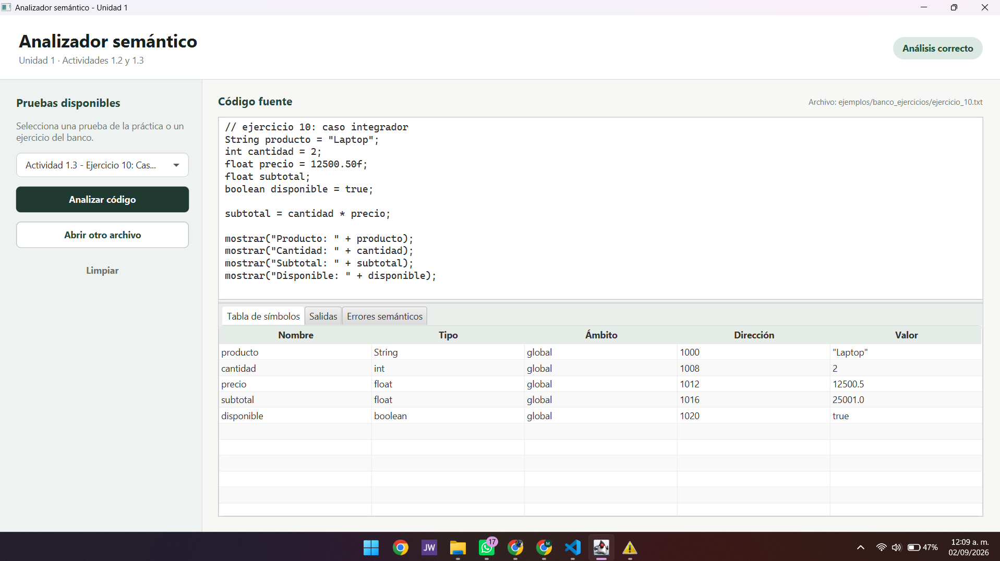 Analizador semántico - Unidad 1
Analizador semántico
Unidad 1 · Actividades 1.2 y 1.3
Análisis correcto
Pruebas disponibles
Selecciona una prueba de la práctica o un
ejercicio del banco.
Actividad 1.3 - Ejercicio 10: Cas...
Analizar código
Abrir otro archivo
Limpiar
Código fuente
Archivo: ejemplos/banco_ejercicios/ejercicio_10.txt
// ejercicio 10: caso integrador
String producto = "Laptop";
int cantidad = 2;
float precio = 12500.50f;
float subtotal;
boolean disponible = true;
subtotal = cantidad * precio;
mostrar("Producto: " + producto);
mostrar("Cantidad: " + cantidad);
mostrar("Subtotal: " + subtotal);
mostrar("Disponible: " + disponible);
Tabla de símbolos Salidas Errores semánticos
Nombre Tipo Ámbito Dirección Valor
producto String global 1000 "Laptop"
cantidad int global 1008 2
precio float global 1012 12500.5
subtotal float global 1016 25001.0
disponible boolean global 1020 true
JW
17
M
47%
12:09 a. m.
02/09/2026